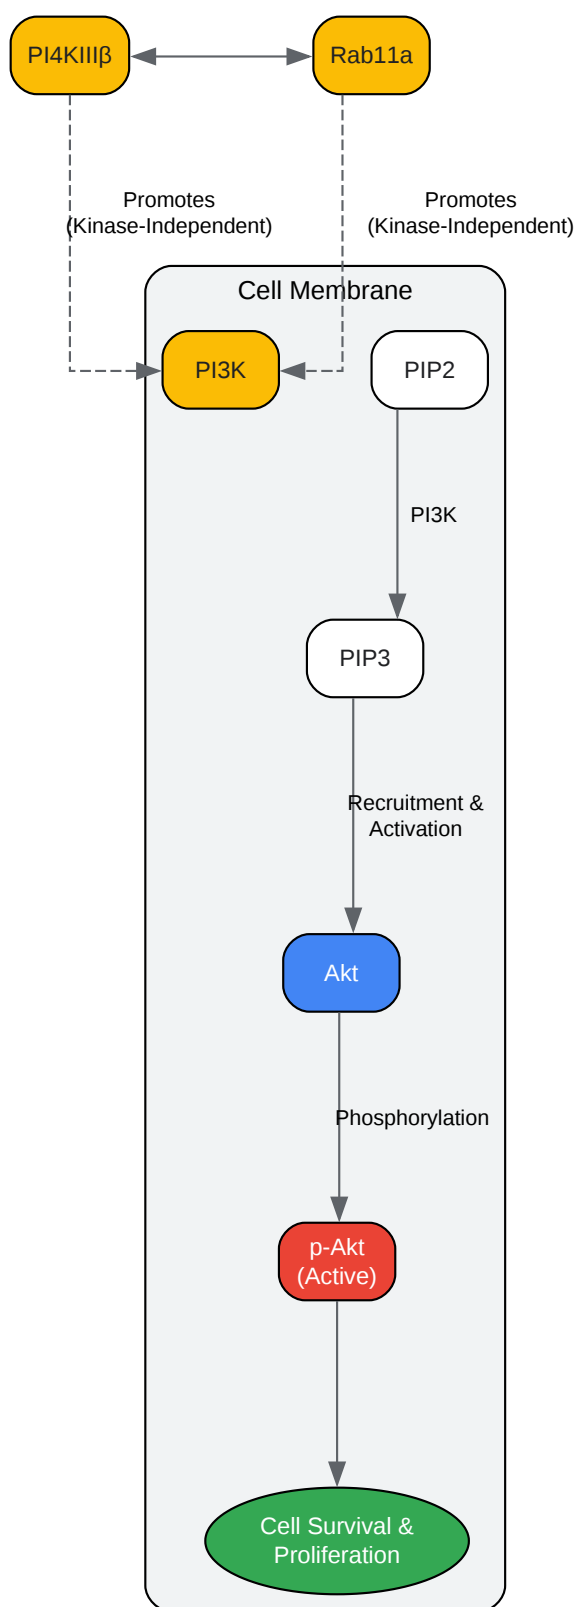 PI4KIIIβ
Rab11a
Promotes
(Kinase-Independent)
Promotes
(Kinase-Independent)
Cell Membrane
PI3K
PIP2
PI3K
PIP3
Recruitment &
Activation
Akt
Phosphorylation
p-Akt
(Active)
Cell Survival &
Proliferation